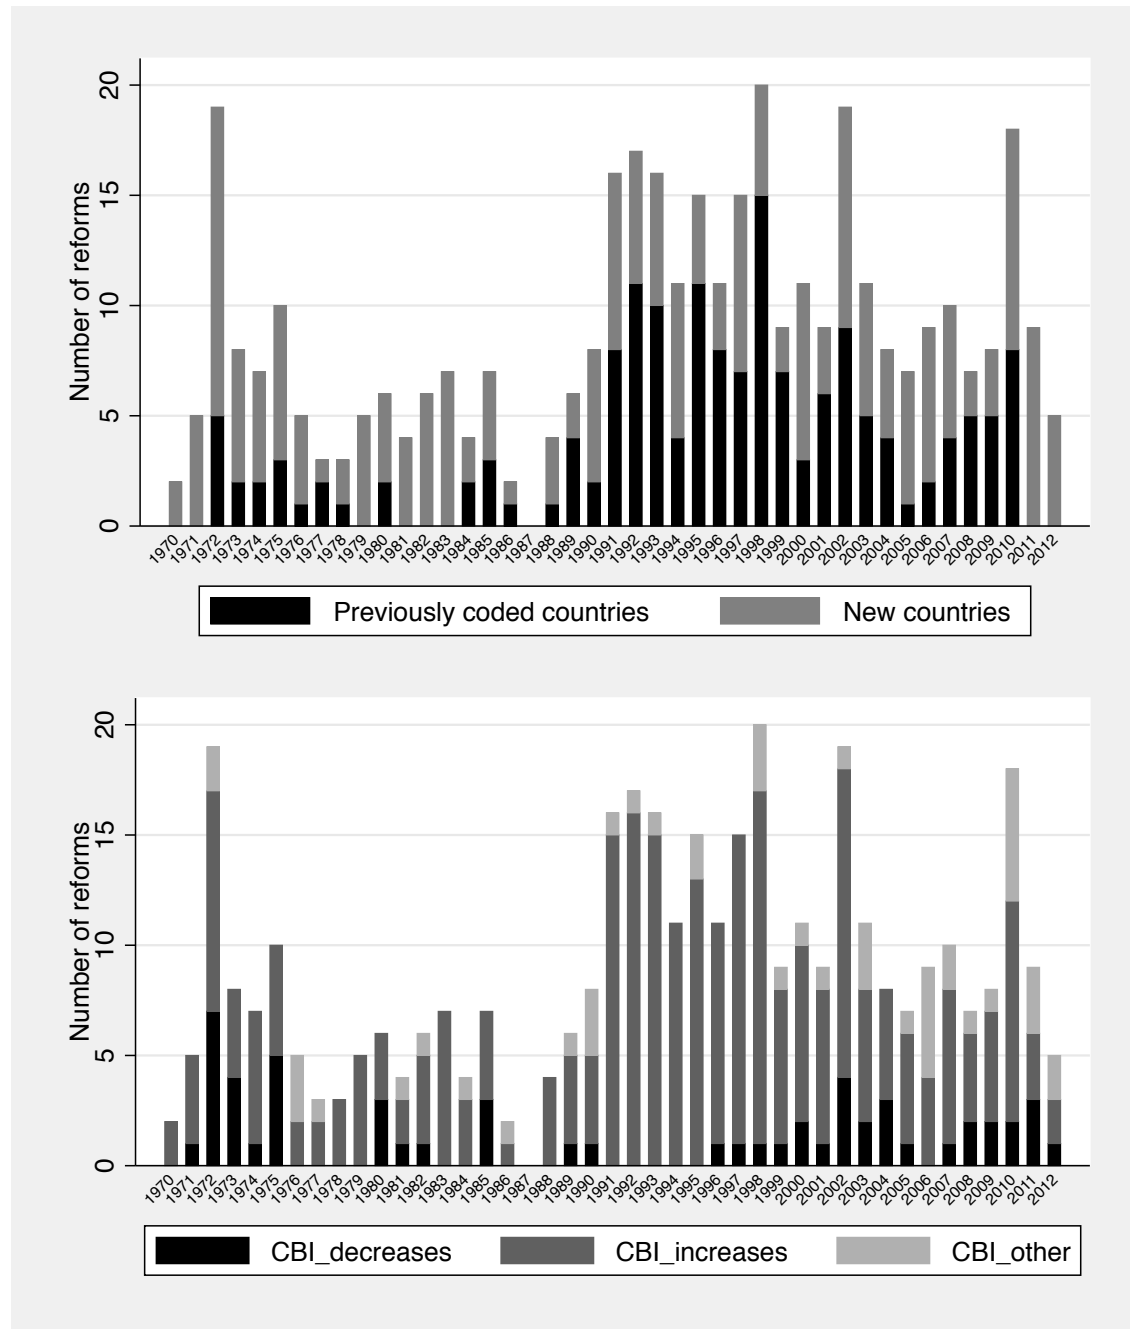 Number of reforms
20
15
10
5
0
1970 1971 1972 1973 1974 1975 1976 1977 1978 1979 1980 1981 1982 1983 1984 1985 1986 1987 1988 1989 1990 1991 1992 1993 1994 1995 1996 1997 1998 1999 2000 2001 2002 2003 2004 2005 2006 2007 2008 2009 2010 2011 2012
Previously coded countries New countries
Number of reforms
20
15
10
5
0
1970 1971 1972 1973 1974 1975 1976 1977 1978 1979 1980 1981 1982 1983 1984 1985 1986 1987 1988 1989 1990 1991 1992 1993 1994 1995 1996 1997 1998 1999 2000 2001 2002 2003 2004 2005 2006 2007 2008 2009 2010 2011 2012
CBI_decreases CBI_increases CBI_other